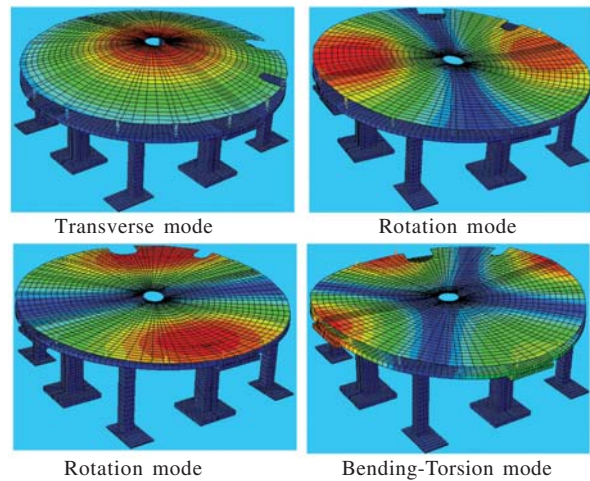 Transverse mode
Rotation mode
Rotation mode
Bending-Torsion mode